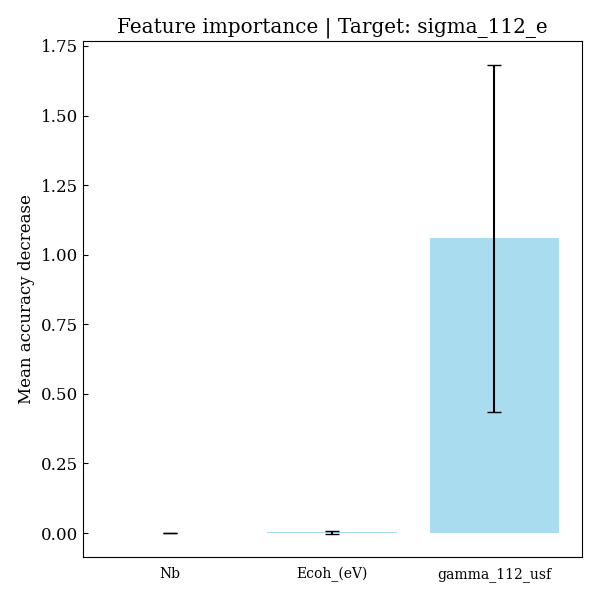 Feature importance | Target: sigma_112_e
Mean accuracy decrease
1.75
1.50
1.25
1.00
0.75
0.50
0.25
0.00
Nb
Ecoh_(eV)
gamma_112_usf